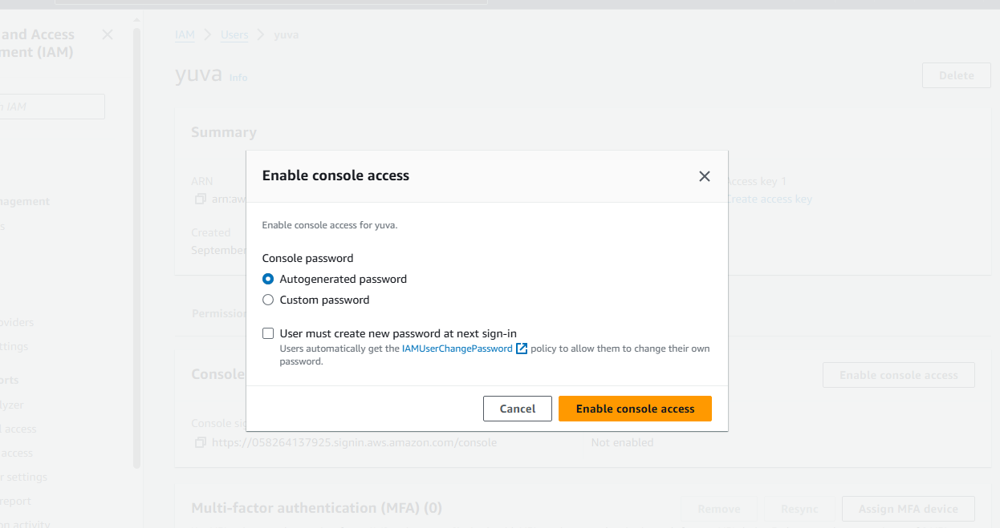 and Access
ment (IAM)
IAM
IAM > Users > yuva
yuva Info
Delete
Summary
ARN
arn:aw
Access key 1
Create access key
Created
September
Enable console access
Enable console access for yuva.
Console password
Autogenerated password
Custom password
User must create new password at next sign-in
Users automatically get the IAMUserChangePassword policy to allow them to change their own
password.
Cancel
Enable console access
nagement
s
oviders
ttings
orts
lyzer
access
access
r settings
report
on activity
Permission
Console
Enable console access
Console sig
https://058264137925.signin.aws.amazon.com/console
Not enabled
Multi-factor authentication (MFA) (0)
Remove
Resync
Assign MFA device